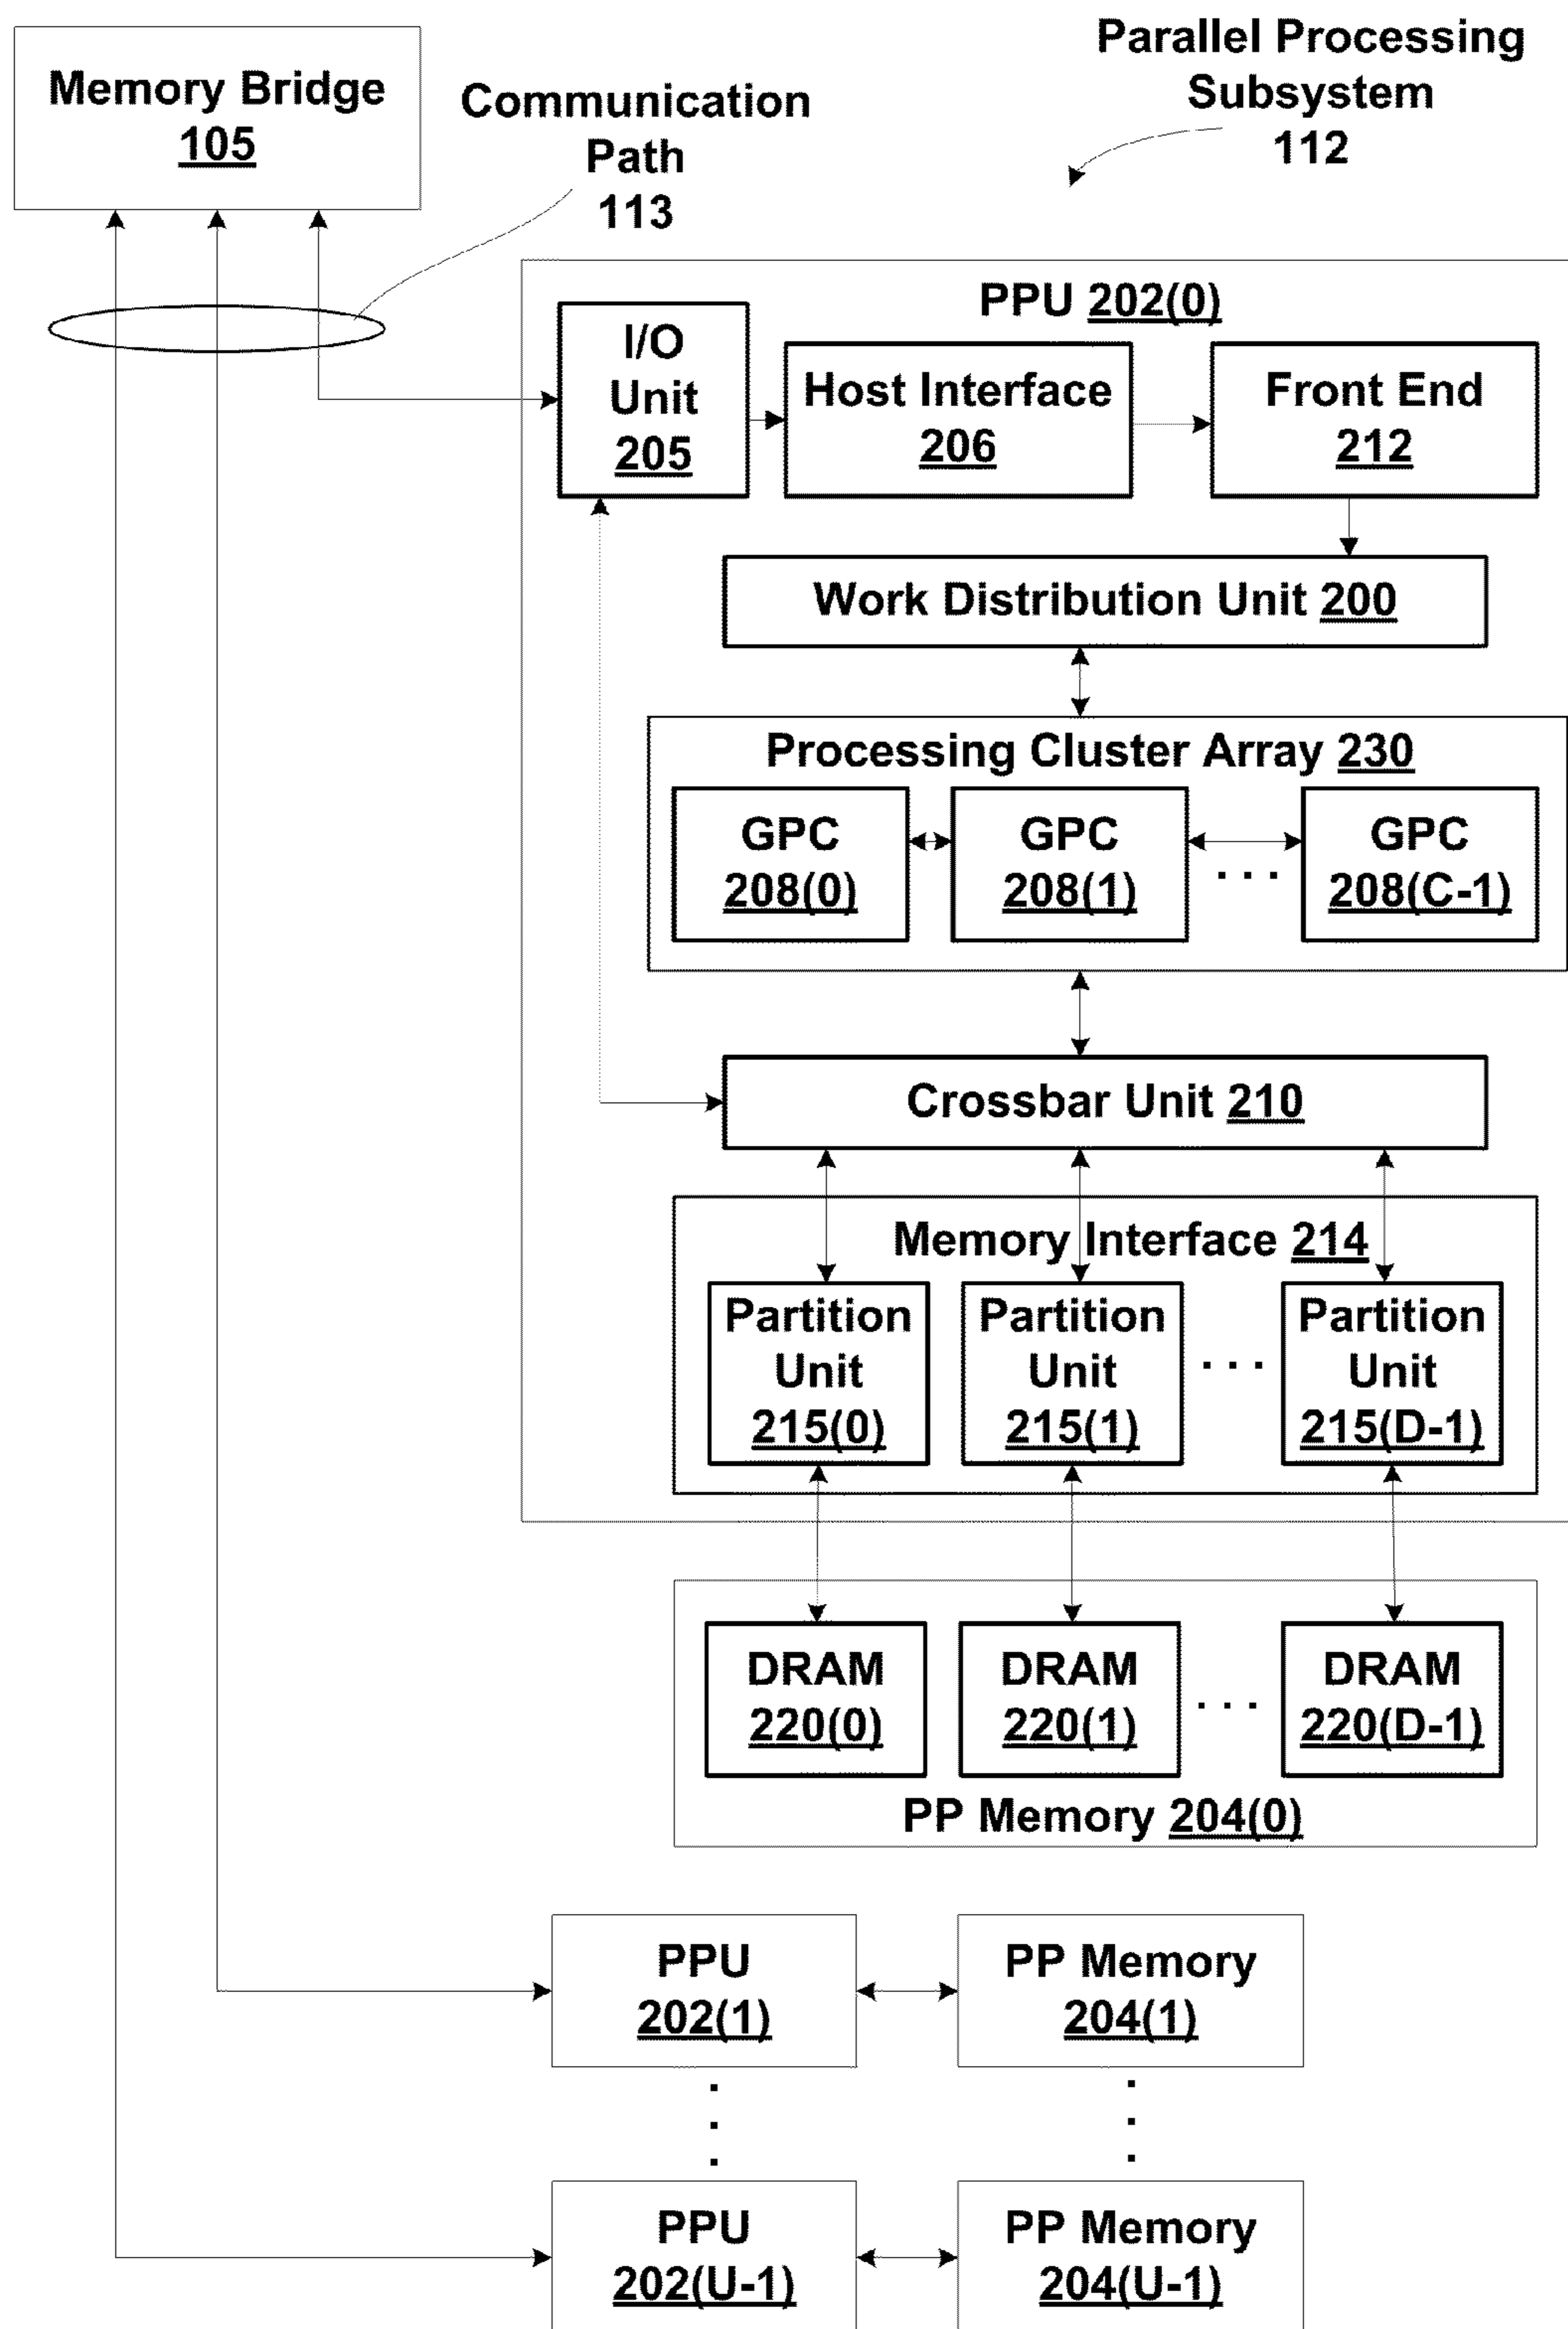 Memory Bridge
105
Communication
Path
113
Parallel Processing
Subsystem
112
PPU 202(0)
I/O
Unit
205
Host Interface
206
Front End
212
Work Distribution Unit 200
Processing Cluster Array 230
GPC
208(0)
GPC
208(1)
. . .
GPC
208(C-1)
Crossbar Unit 210
Memory Interface 214
Partition
Unit
215(0)
Partition
Unit
215(1)
. . .
Partition
Unit
215(D-1)
DRAM
220(0)
DRAM
220(1)
. . .
DRAM
220(D-1)
PP Memory 204(0)
PPU
202(1)
PP Memory
204(1)
PPU
202(U-1)
PP Memory
204(U-1)